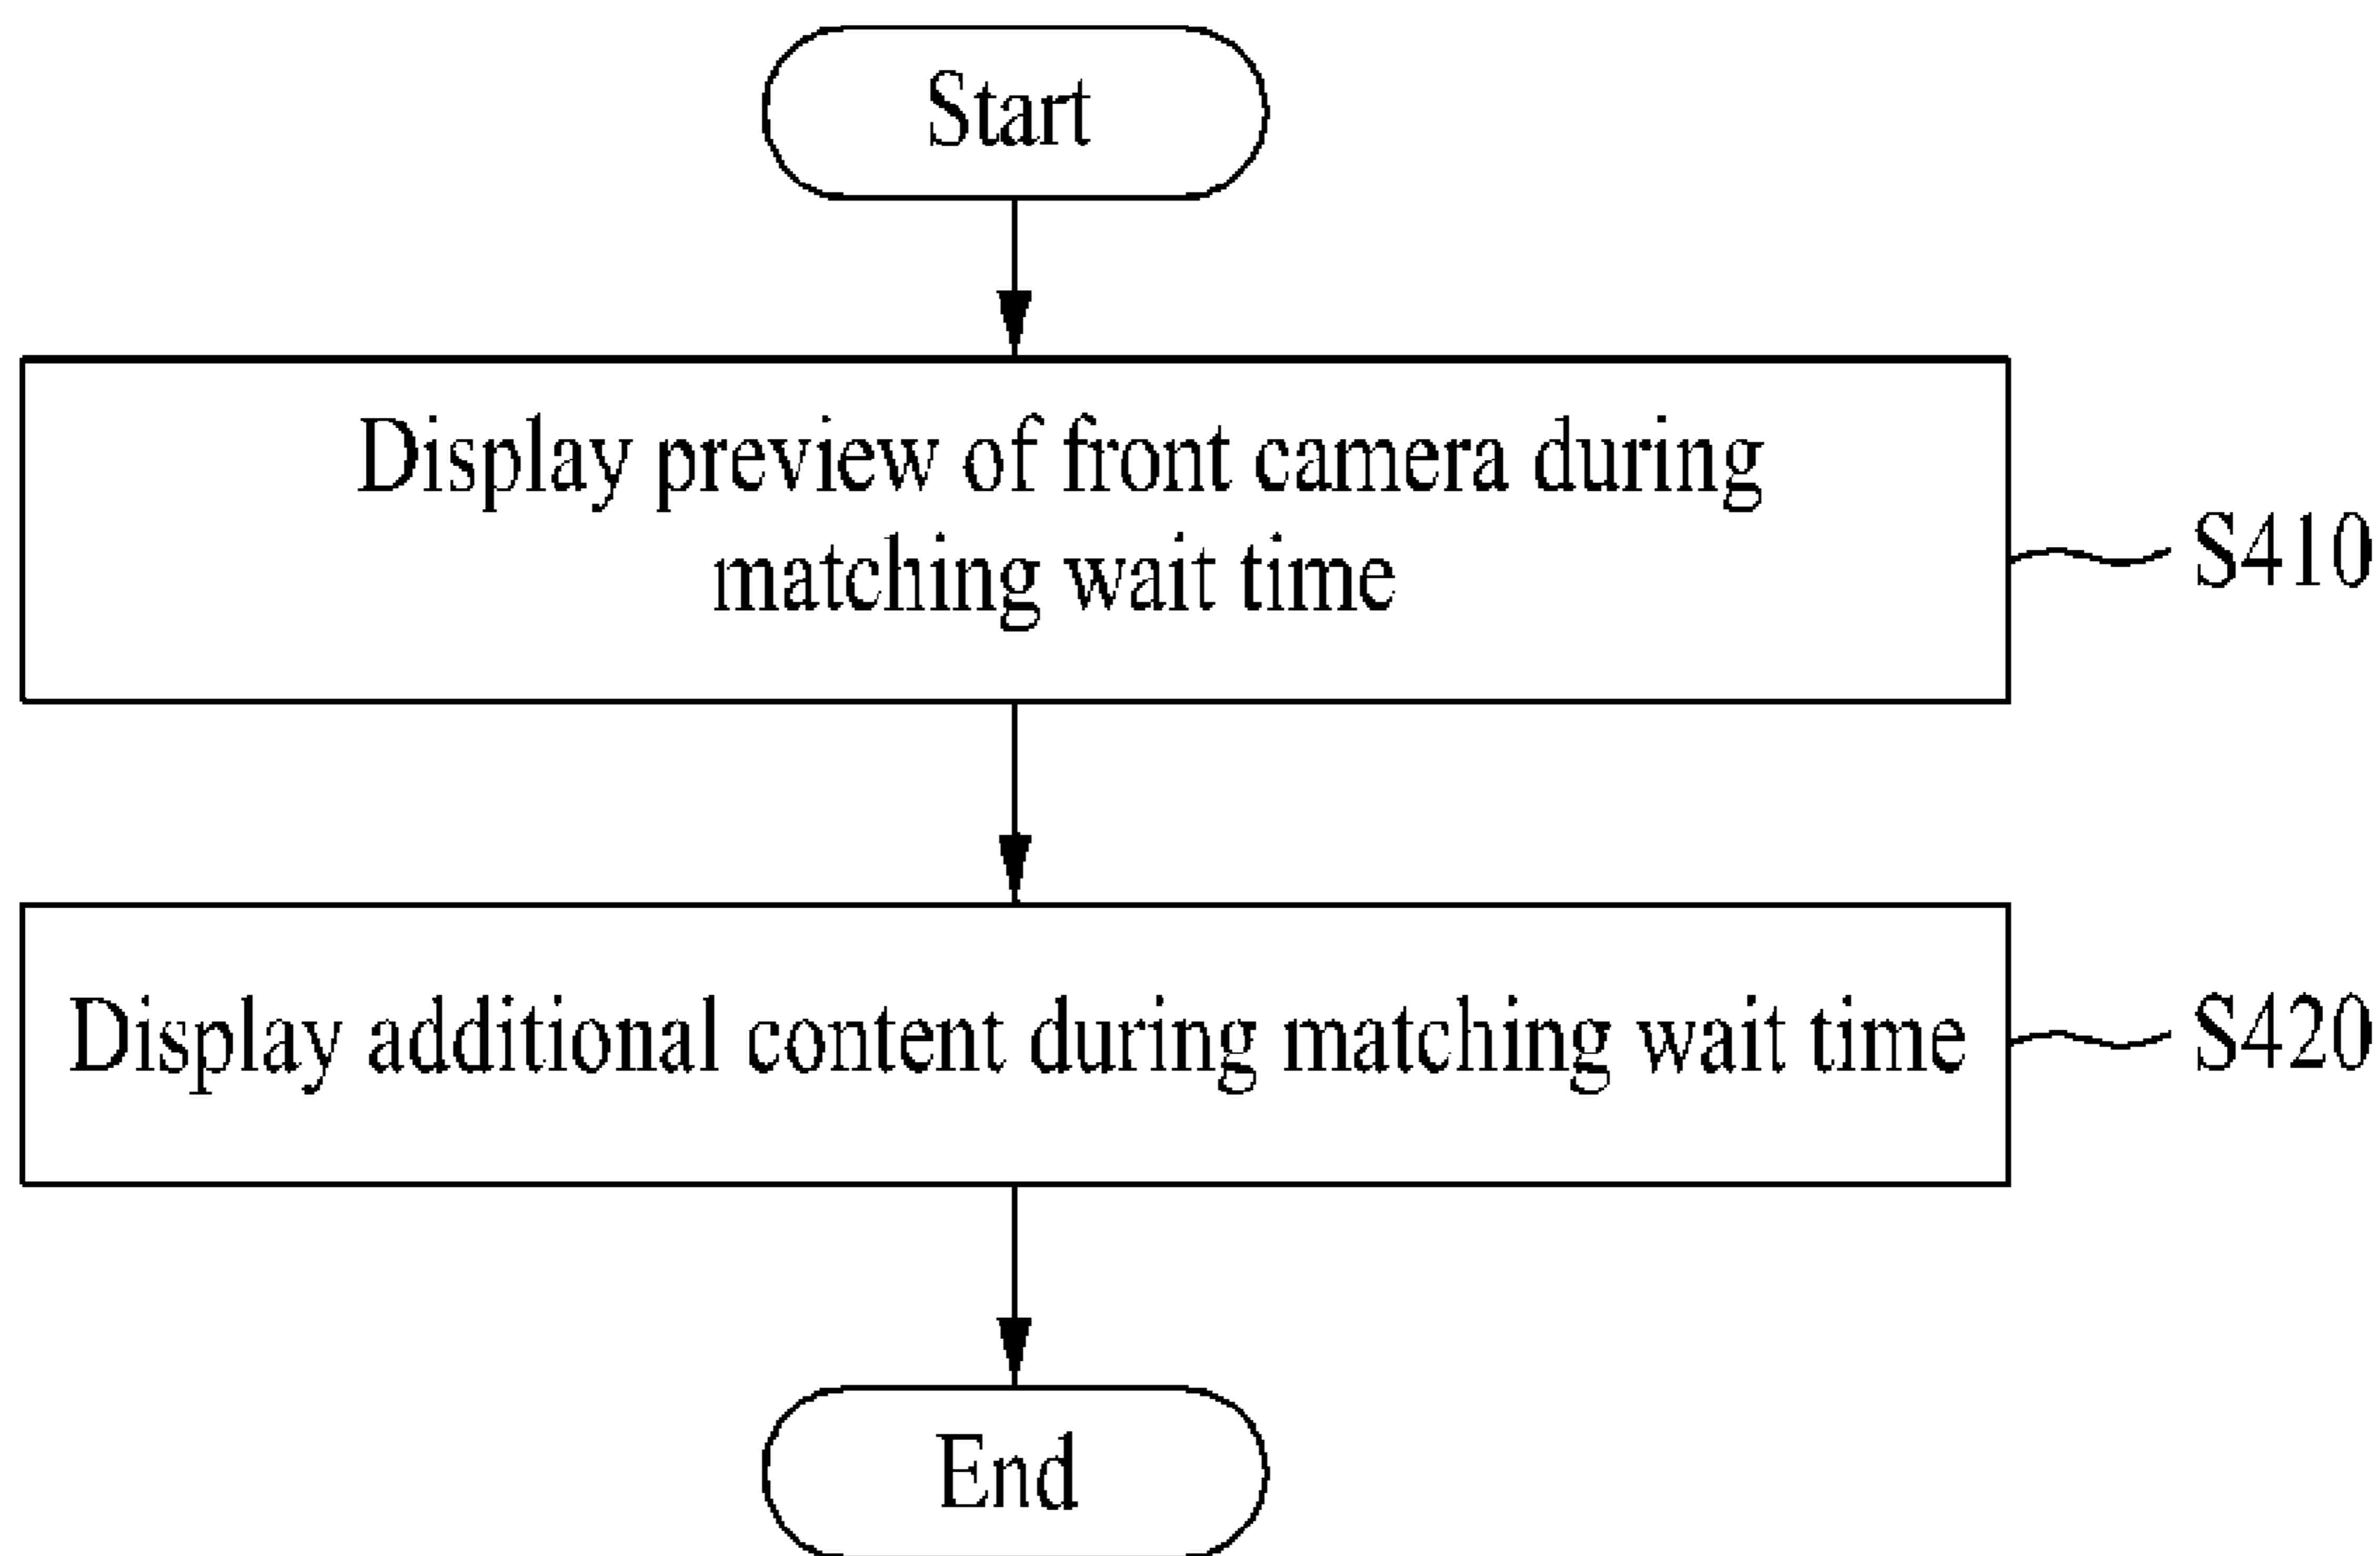 Start
Display preview of front camera during
matching wait time
S410
Display additional content during matching wait time
S420
End